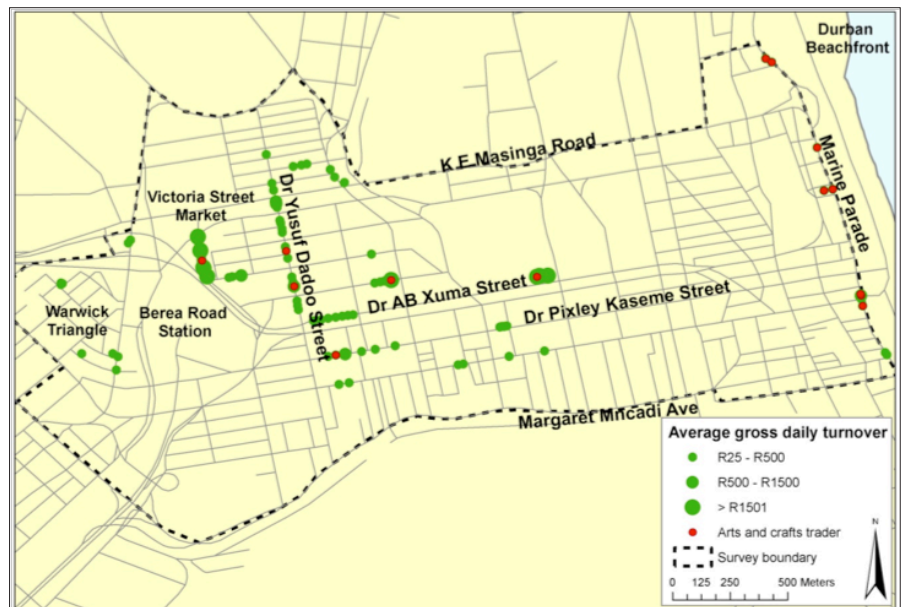 Durban
Beachfront
K E Masinga Road
Marine Parade
Victoria Street
Market
Dr Yusuf Dadoo Street
Dr AB Xuma Street
Dr Pixley Kaseme Street
Warwick
Triangle
Berea Road
Station
Margaret Mncadi Ave
Average gross daily turnover
R25 - R500
R500 - R1500
> R1501
Arts and crafts trader
Survey boundary
N
0 125 250 500 Meters